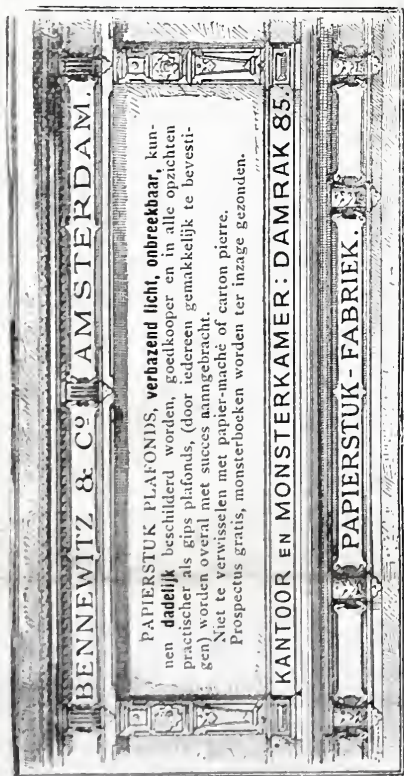 BENNEWITZ & Co AMSTERDAM.
PAPIERSTUK PLAFONDS, verbazend licht, onbreekbaar, kun-
nen dadelijk beschilderd worden, goedkooper en in alle opzichten
practischer als gips plafonds, (door iedereen gemakkelijk te bevesti-
gen) worden overal met succes aangebracht.
Niet te verwisselen met papier-maché of carton pierre.
Prospectus gratis, monsterboeken worden ter inzage gezonden.
KANTOOR EN MONSTERKAMER: DAMRAK 85.
PAPIERSTUK-FABRIEK.